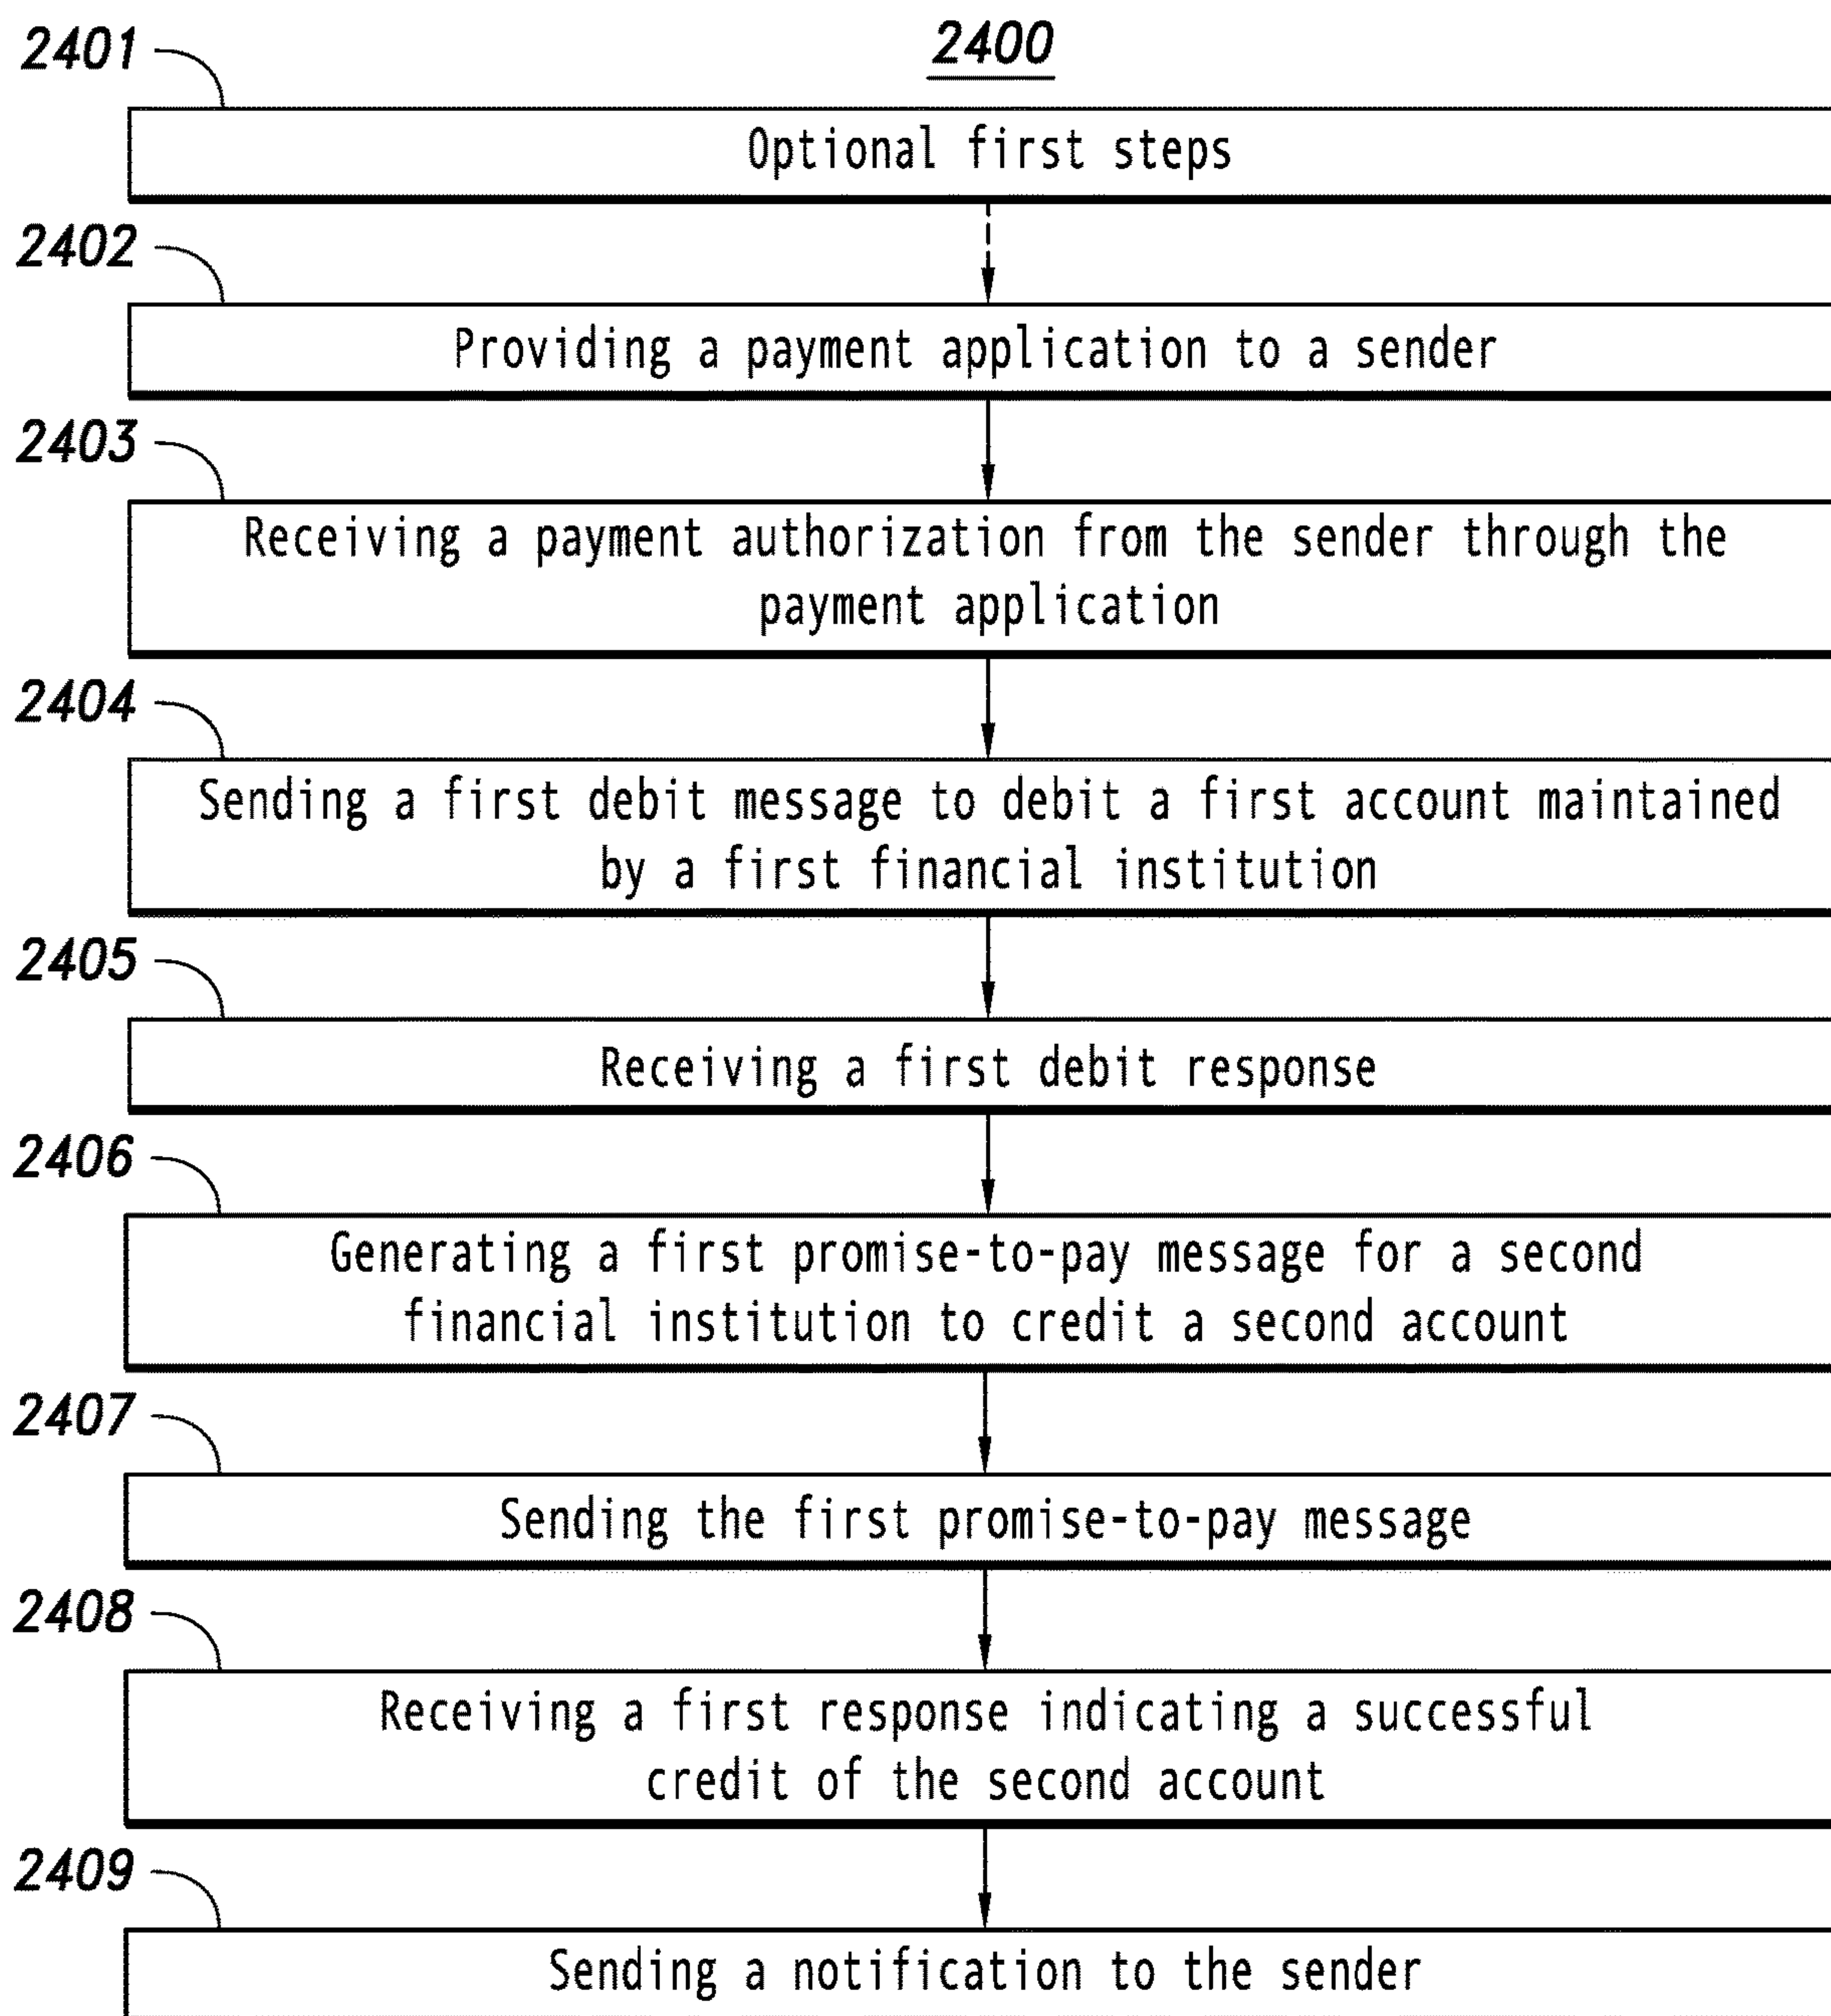 2401
2400
Optional first steps
2402
Providing a payment application to a sender
2403
Receiving a payment authorization from the sender through the
payment application
2404
Sending a first debit message to debit a first account maintained
by a first financial institution
2405
Receiving a first debit response
2406
Generating a first promise-to-pay message for a second
financial institution to credit a second account
2407
Sending the first promise-to-pay message
2408
Receiving a first response indicating a successful
credit of the second account
2409
Sending a notification to the sender